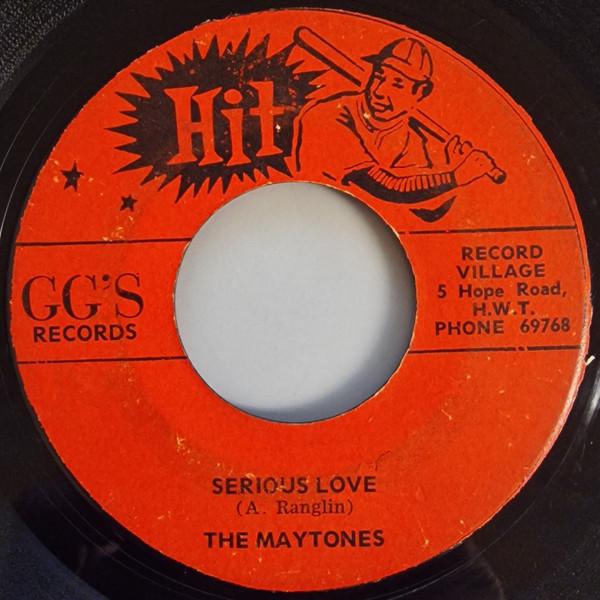 Hit
GG'S
RECORDS
RECORD
VILLAGE
5 Hope Road,
H.W.T.
PHONE 69768
SERIOUS LOVE
(A. Ranglin)
THE MAYTONES